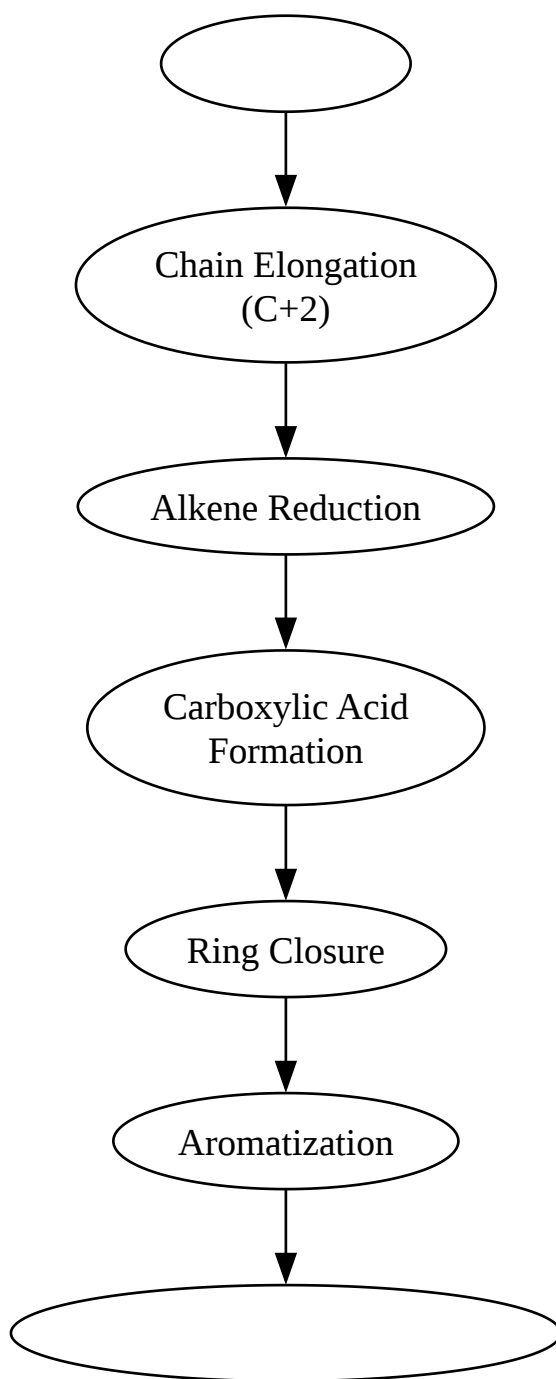 Chain Elongation
(C+2)
Alkene Reduction
Carboxylic Acid
Formation
Ring Closure
Aromatization